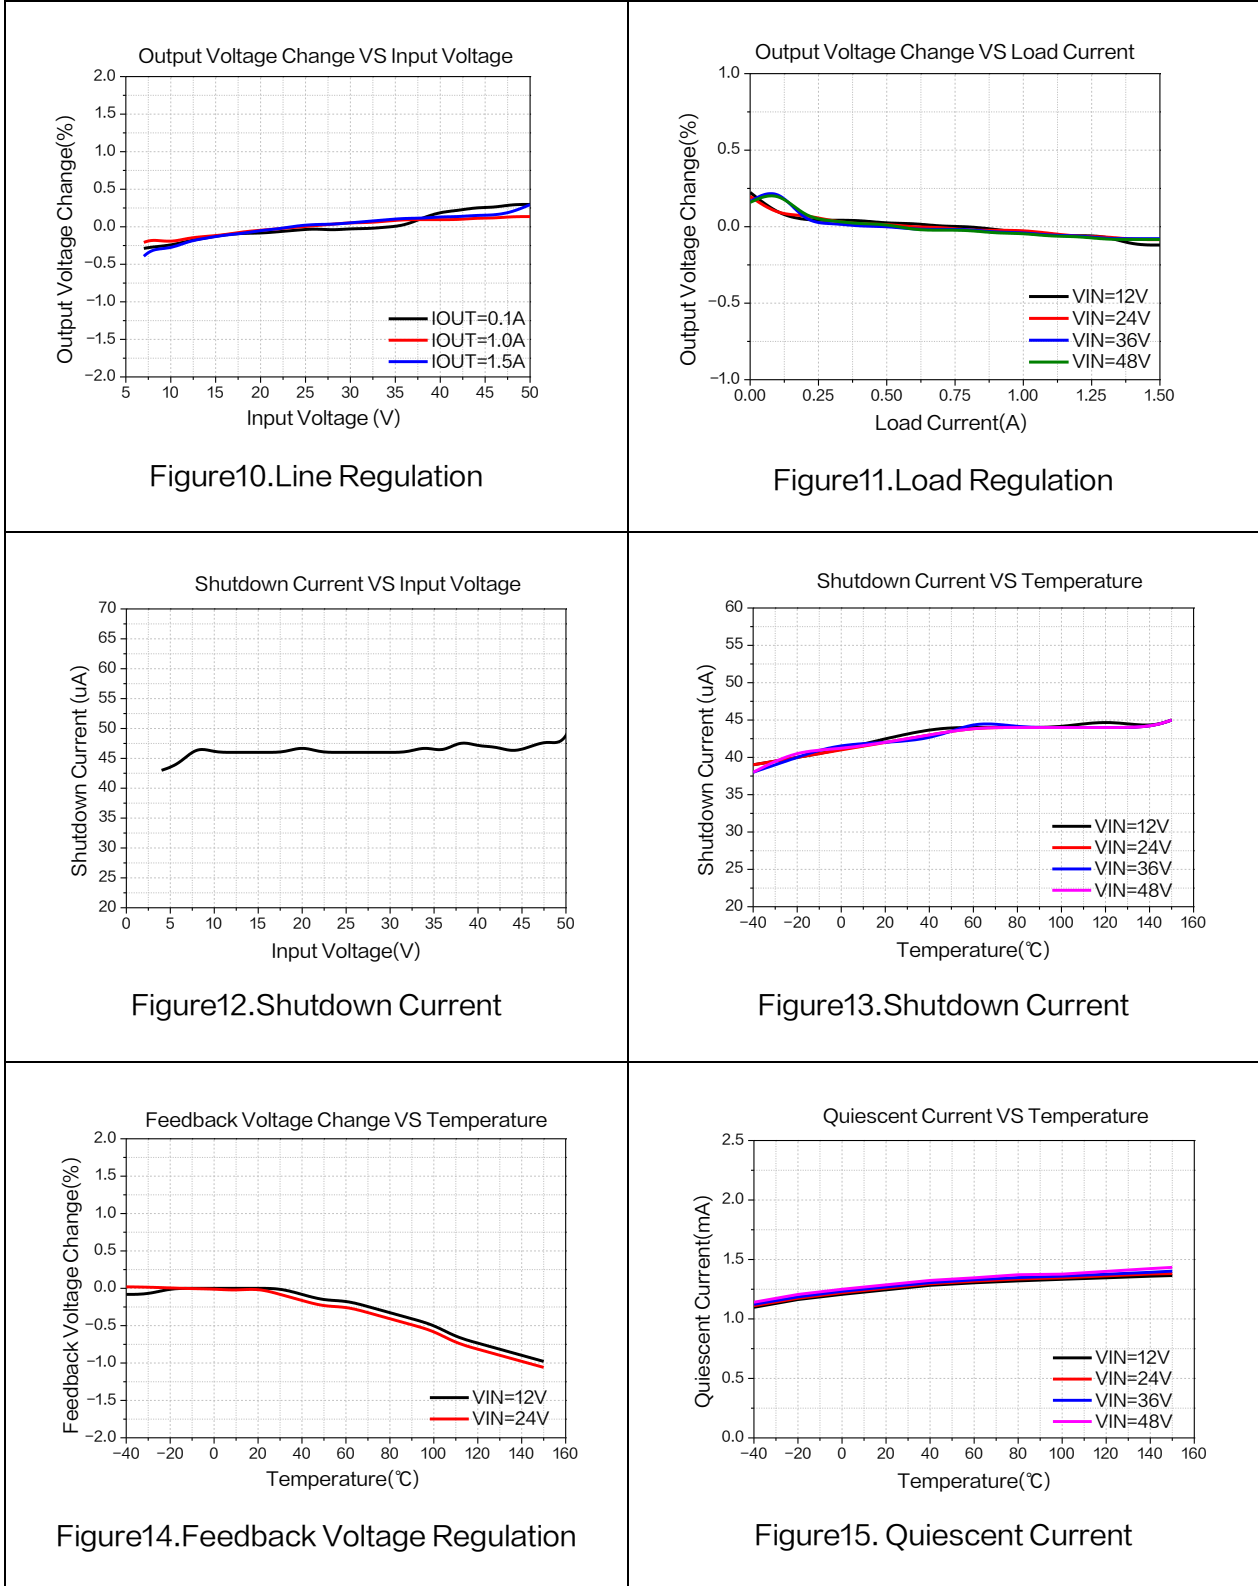 Output Voltage Change VS Input Voltage
Output Voltage Change(%)
2.0
1.5
1.0
0.5
0.0
−0.5
−1.0
−1.5
−2.0
IOUT=0.1A
IOUT=1.0A
IOUT=1.5A
5 10 15 20 25 30 35 40 45 50
Input Voltage (V)
Figure10.Line Regulation
Output Voltage Change VS Load Current
Output Voltage Change(%)
1.0
0.5
0.0
−0.5
−1.0
VIN=12V
VIN=24V
VIN=36V
VIN=48V
0.00 0.25 0.50 0.75 1.00 1.25 1.50
Load Current(A)
Figure11.Load Regulation
Shutdown Current VS Input Voltage
Shutdown Current (uA)
70
65
60
55
50
45
40
35
30
25
20
0 5 10 15 20 25 30 35 40 45 50
Input Voltage(V)
Figure12.Shutdown Current
Shutdown Current VS Temperature
Shutdown Current (uA)
60
55
50
45
40
35
30
25
20
VIN=12V
VIN=24V
VIN=36V
VIN=48V
−40 −20 0 20 40 60 80 100 120 140 160
Temperature(℃)
Figure13.Shutdown Current
Feedback Voltage Change VS Temperature
Feedback Voltage Change(%)
2.0
1.5
1.0
0.5
0.0
−0.5
−1.0
−1.5
−2.0
VIN=12V
VIN=24V
−40 −20 0 20 40 60 80 100 120 140 160
Temperature(℃)
Figure14.Feedback Voltage Regulation
Quiescent Current VS Temperature
Quiescent Current(mA)
2.5
2.0
1.5
1.0
0.5
0.0
VIN=12V
VIN=24V
VIN=36V
VIN=48V
−40 −20 0 20 40 60 80 100 120 140 160
Temperature(℃)
Figure15. Quiescent Current